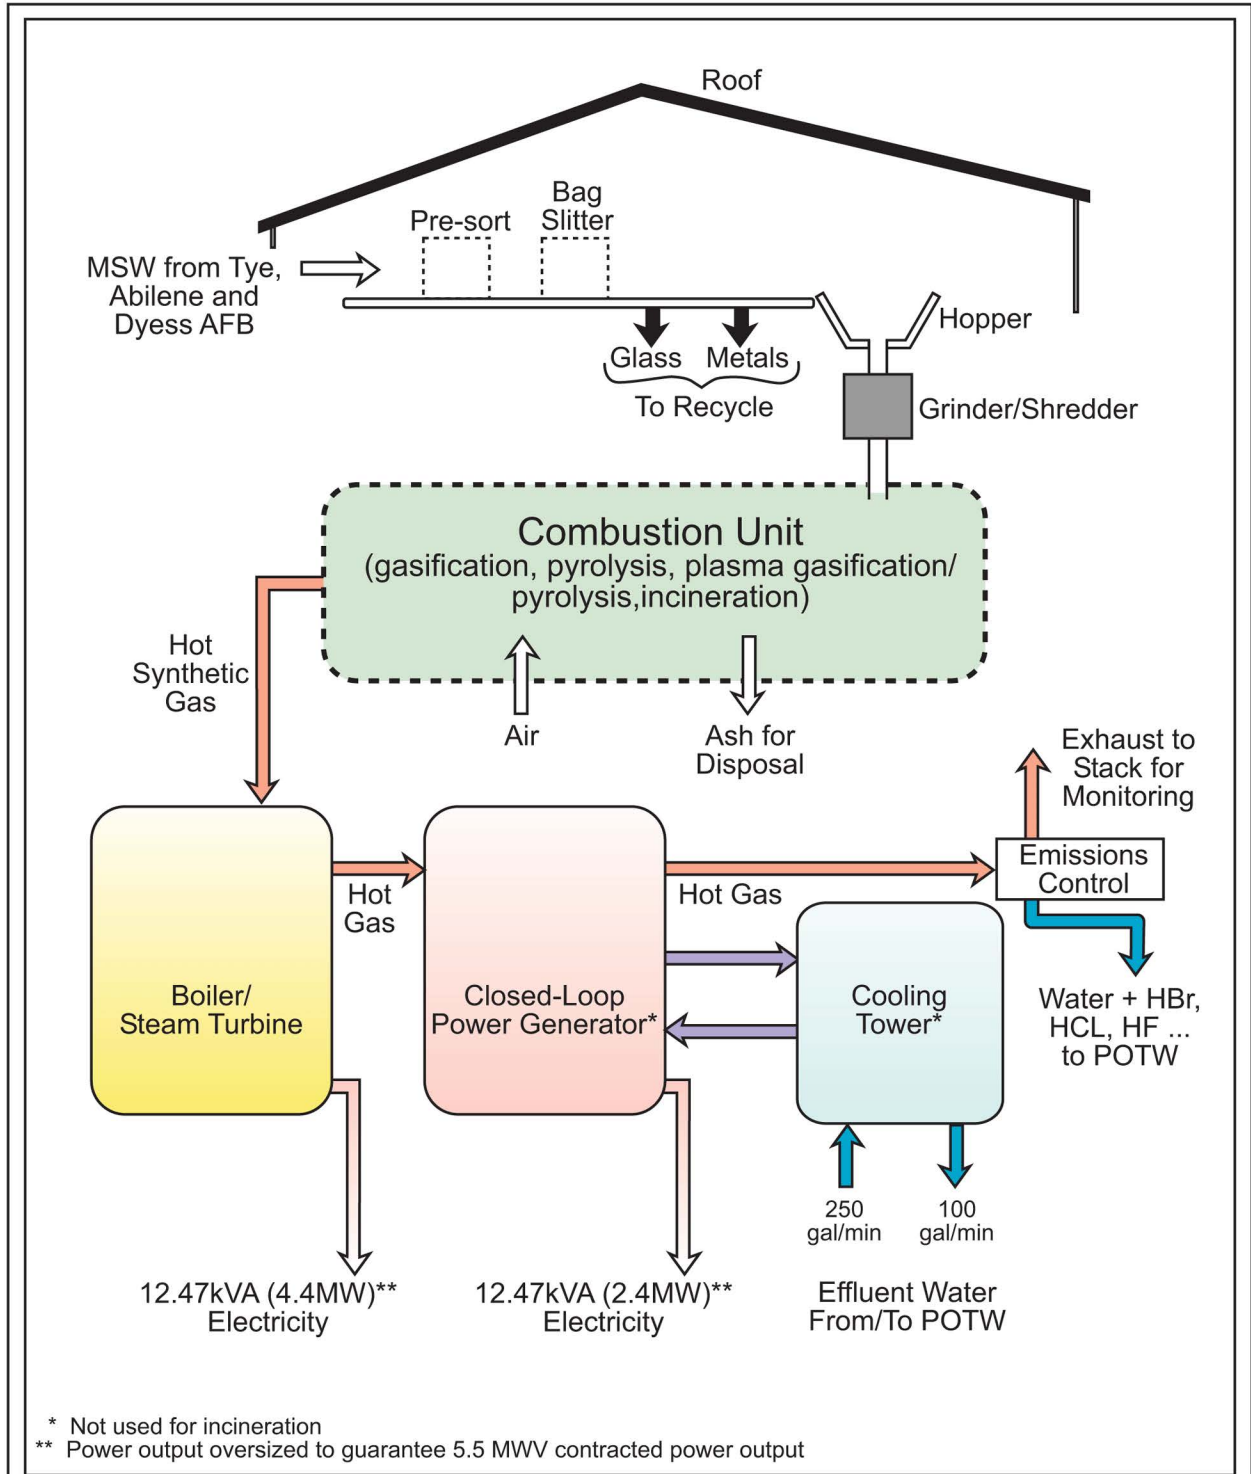 Roof
Bag
Slitter
Pre-sort
MSW from Tye,
Abilene and
Dyess AFB
Hopper
Glass
Metals
To Recycle
Grinder/Shredder
Combustion Unit
(gasification, pyrolysis, plasma gasification/
pyrolysis,incineration)
Hot
Synthetic
Gas
Air
Ash for
Disposal
Exhaust to
Stack for
Monitoring
Emissions
Control
Hot
Gas
Hot Gas
Boiler/
Steam Turbine
Closed-Loop
Power Generator*
Cooling
Tower*
Water + HBr,
HCL, HF ...
to POTW
250
gal/min
100
gal/min
12.47kVA (4.4MW)**
Electricity
12.47kVA (2.4MW)**
Electricity
Effluent Water
From/To POTW
* Not used for incineration
** Power output oversized to guarantee 5.5 MWV contracted power output